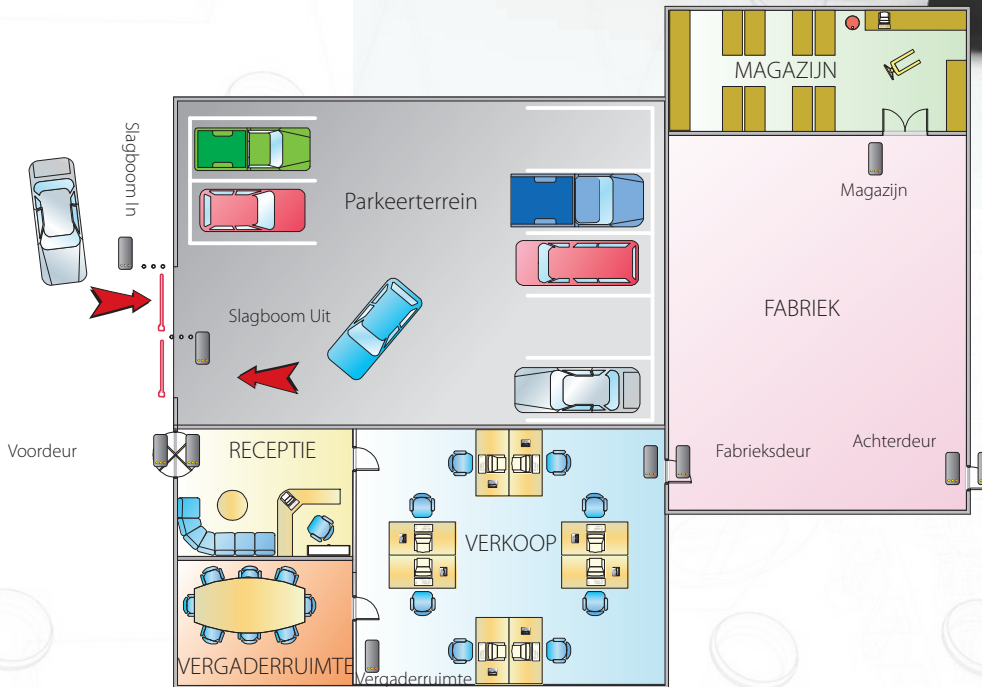 MAGAZIJN
Slagboom In
Magazijn
Parkeerterrein
Slagboom Uit
FABRIEK
Voordeur
RECEPTIE
Fabrieksdeur
Achterdeur
VERKOOP
VERGADERRUIMTE
Vergaderruimte